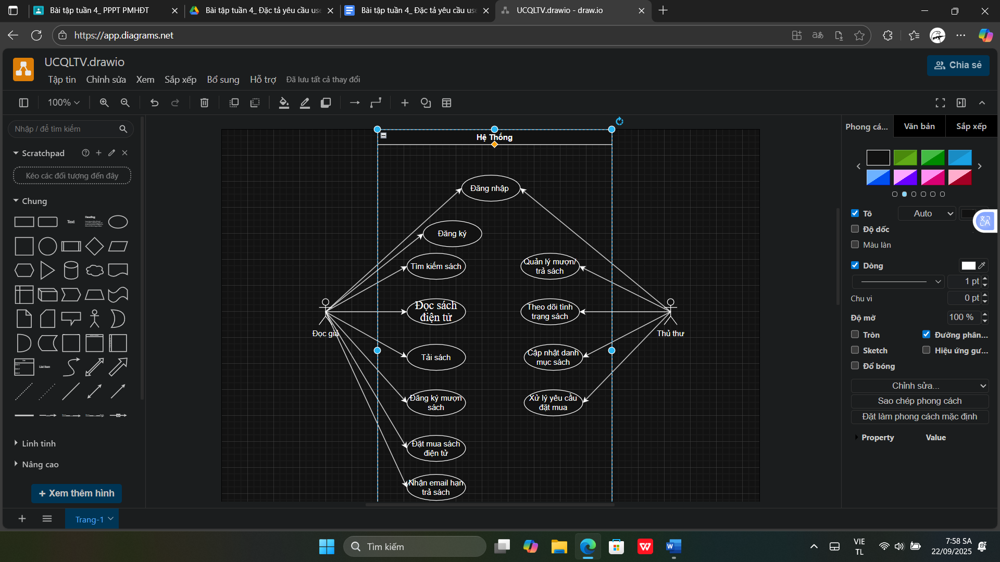 Bài tập tuần 4_ PPPT PMHĐT
Bài tập tuần 4_ Đặc tả yêu cầu use
Bài tập tuần 4_ Đặc tả yêu cầu use
UCQLTV.drawio - draw.io
https://app.diagrams.net
UCQLTV.drawio
Chia sẻ
Tập tin
Chỉnh sửa
Xem
Sắp xếp
Bổ sung
Hỗ trợ
Đã lưu tất cả thay đổi
100%
Nhập / để tìm kiếm
Scratchpad
Kéo các đối tượng đến đây
Chung
Text
Heading
List Item
Linh tinh
Nâng cao
+ Xem thêm hình
Hệ Thống
Đăng nhập
Đăng ký
Tìm kiếm sách
Đọc sách
điện tử
Tải sách
Đăng ký mượn
sách
Đặt mua sách
điện tử
Nhận email hạn
trả sách
Quản lý mượn/
trả sách
Theo dõi tình
trạng sách
Cập nhật danh
mục sách
Xử lý yêu cầu
đặt mua
Đọc giả
Thủ thư
Phong cá...
Văn bản
Sắp xếp
Tô
Auto
Độ dốc
Màu làn
Dòng
1 pt
Chu vi
0 pt
Độ mờ
100 %
Tròn
Đường phân...
Sketch
Hiệu ứng gư...
Đổ bóng
Chỉnh sửa...
Sao chép phong cách
Đặt làm phong cách mặc định
Property
Value
Trang-1
Tìm kiếm
VIE
TL
7:58 SA
22/09/2025